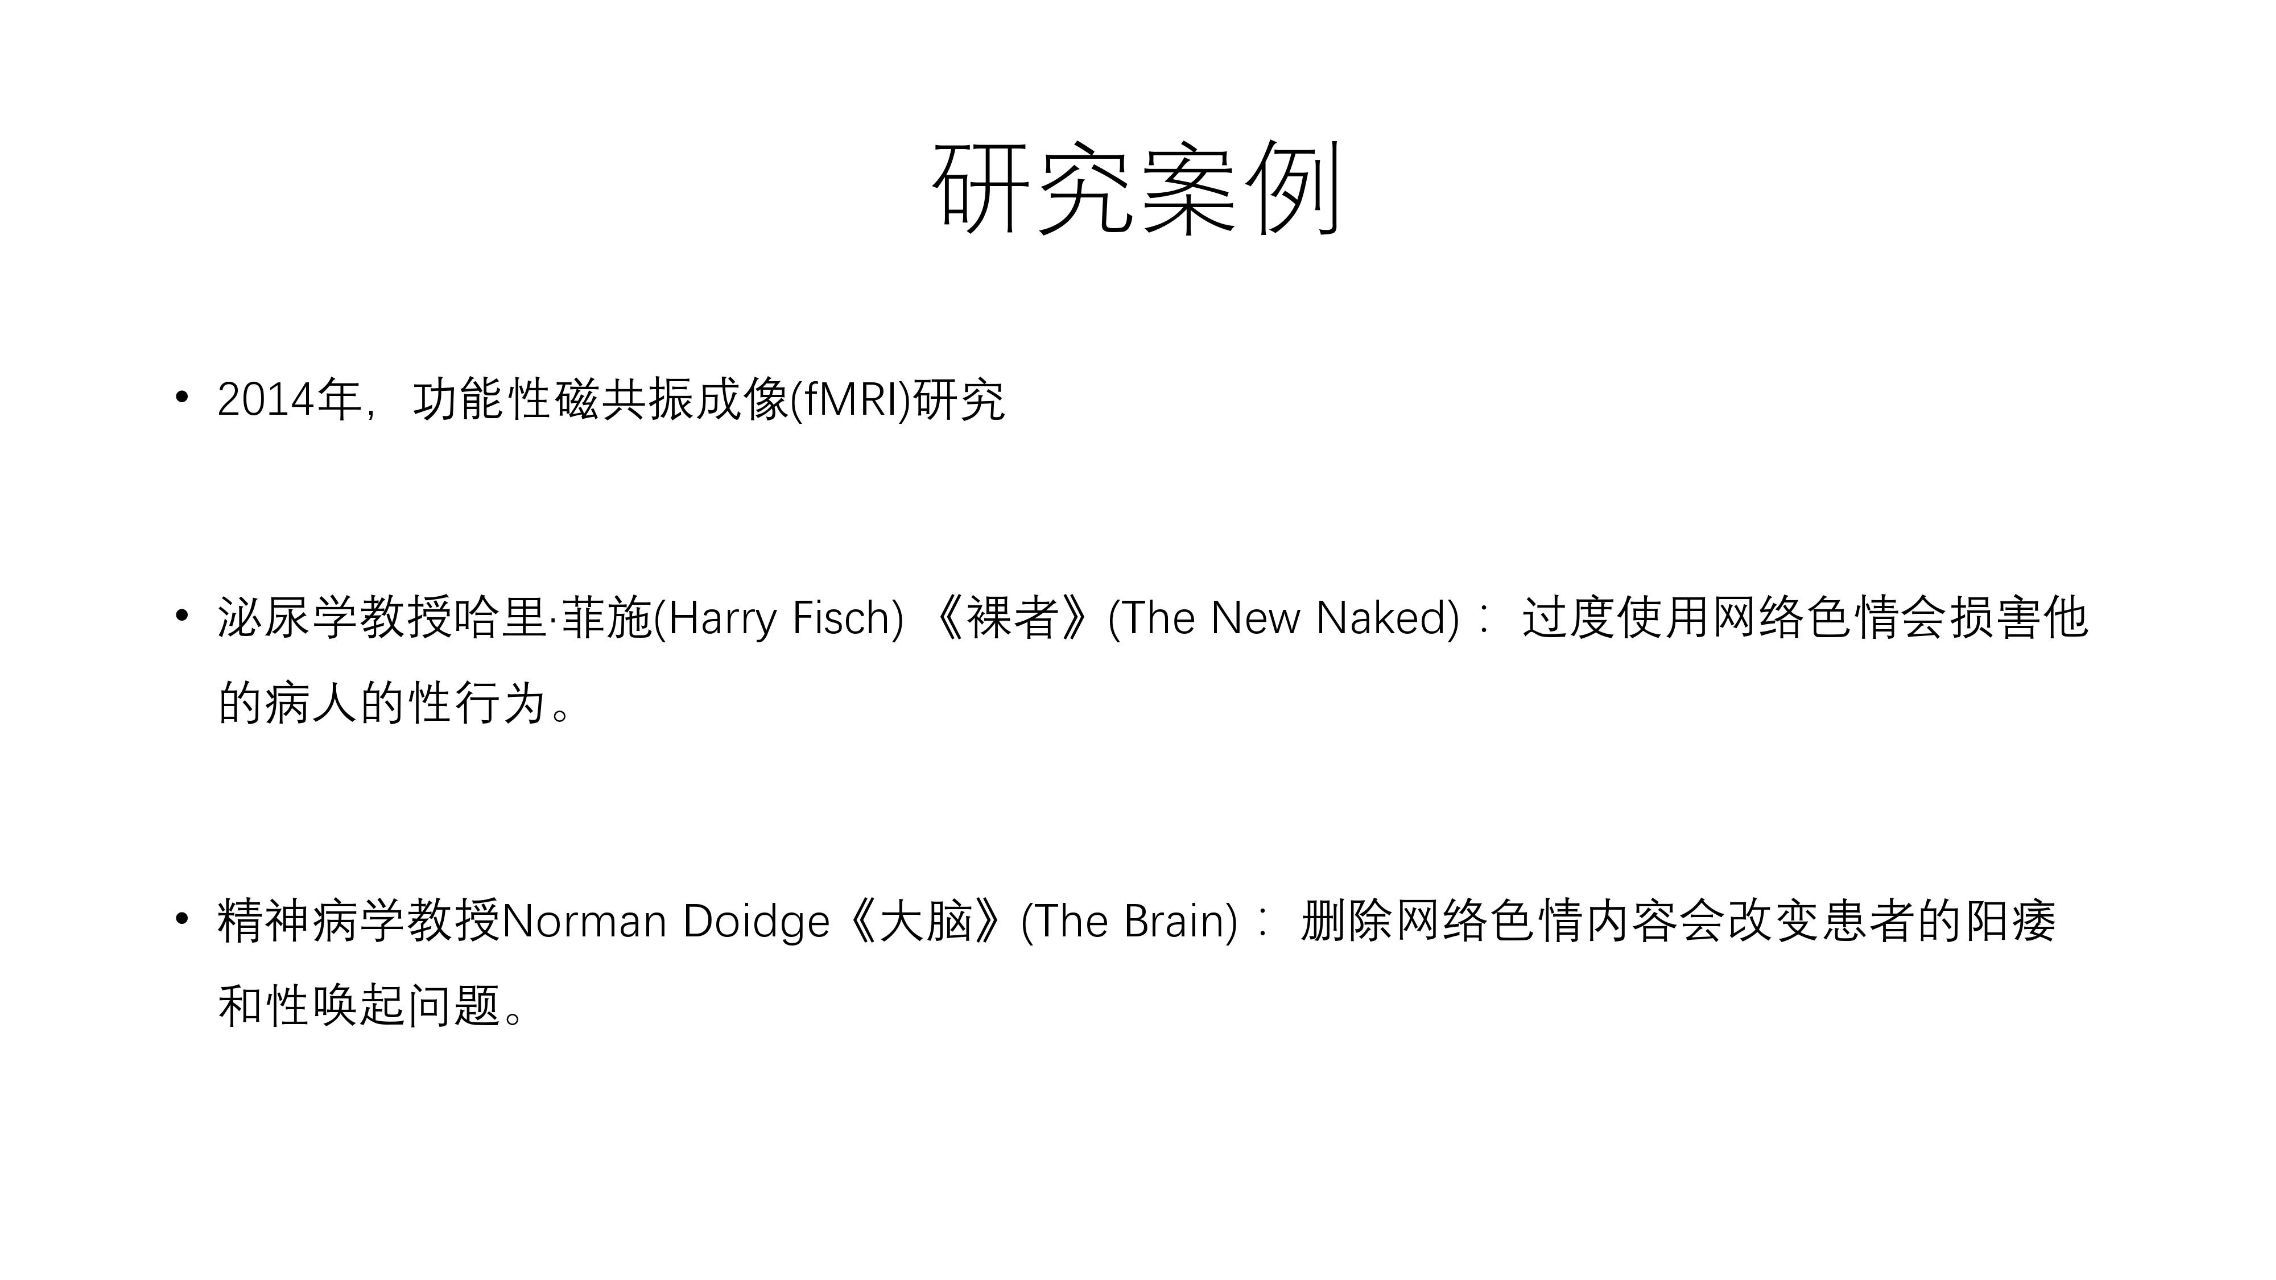 研究案例
• 2014年，功能性磁共振成像(fMRI)研究
• 泌尿学教授哈里·菲施(Harry Fisch) 《裸者》(The New Naked)：过度使用网络色情会损害他
的病人的性行为。
• 精神病学教授Norman Doidge《大脑》(The Brain)：删除网络色情内容会改变患者的阳痿
和性唤起问题。